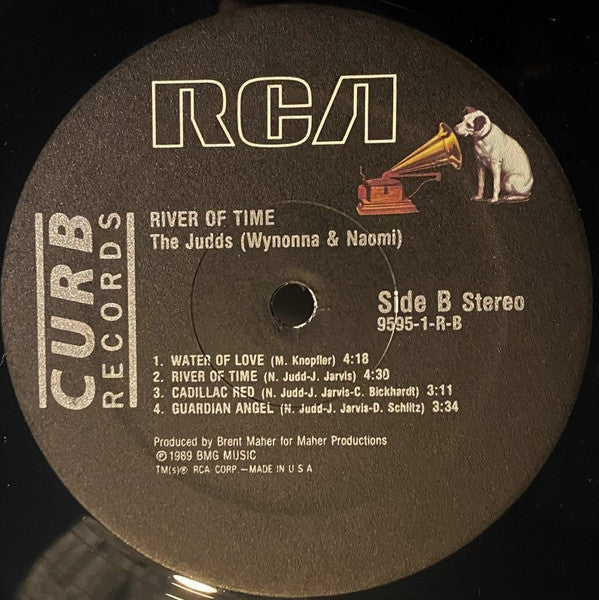 RCA
CURB
RECORDS
RIVER OF TIME
The Judds (Wynonna & Naomi)
Side B Stereo
9595-1-R-B
1. WATER OF LOVE (M. Knopfler) 4:18
2. RIVER OF TIME (N. Judd-J. Jarvis) 4:30
3. CADILLAC RED (N. Judd-J. Jarvis-C. Bickhardt) 3:11
4. GUARDIAN ANGEL (N. Judd-J. Jarvis-D. Schlitz) 3:34
Produced by Brent Maher for Maher Productions
℗ 1989 BMG MUSIC
TM(s)® RCA CORP.—MADE IN U S A